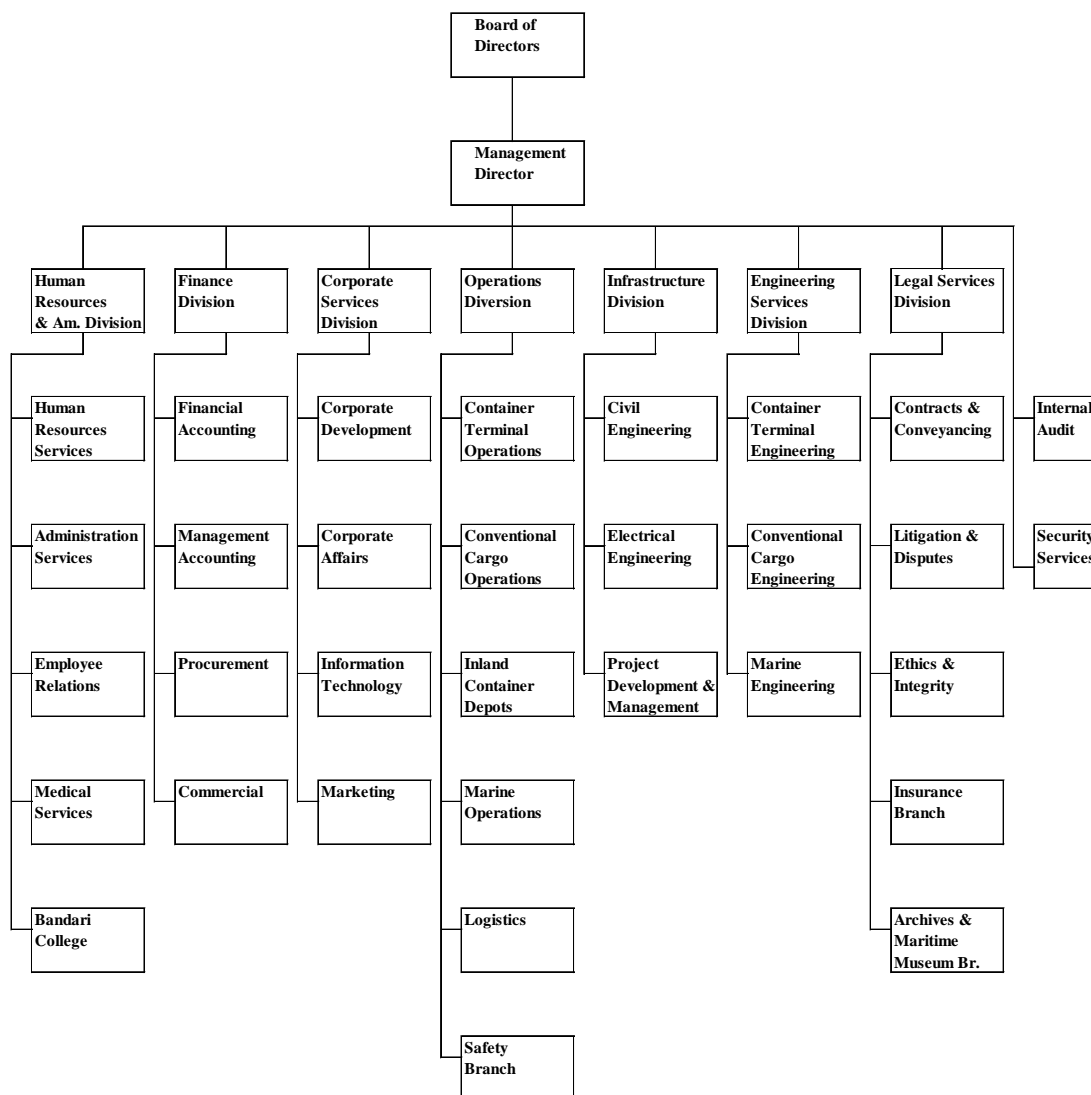 Board of
Directors
Management
Director
Human
Resources
& Am. Division
Finance
Division
Corporate
Services
Division
Operations
Diversion
Infrastructure
Division
Engineering
Services
Division
Legal Services
Division
Human
Resources
Services
Financial
Accounting
Corporate
Development
Container
Terminal
Operations
Civil
Engineering
Container
Terminal
Engineering
Contracts &
Conveyancing
Internal
Audit
Administration
Services
Management
Accounting
Corporate
Affairs
Conventional
Cargo
Operations
Electrical
Engineering
Conventional
Cargo
Engineering
Litigation &
Disputes
Security
Services
Employee
Relations
Procurement
Information
Technology
Inland
Container
Depots
Project
Development &
Management
Marine
Engineering
Ethics &
Integrity
Medical
Services
Commercial
Marketing
Marine
Operations
Insurance
Branch
Bandari
College
Logistics
Archives &
Maritime
Museum Br.
Safety
Branch